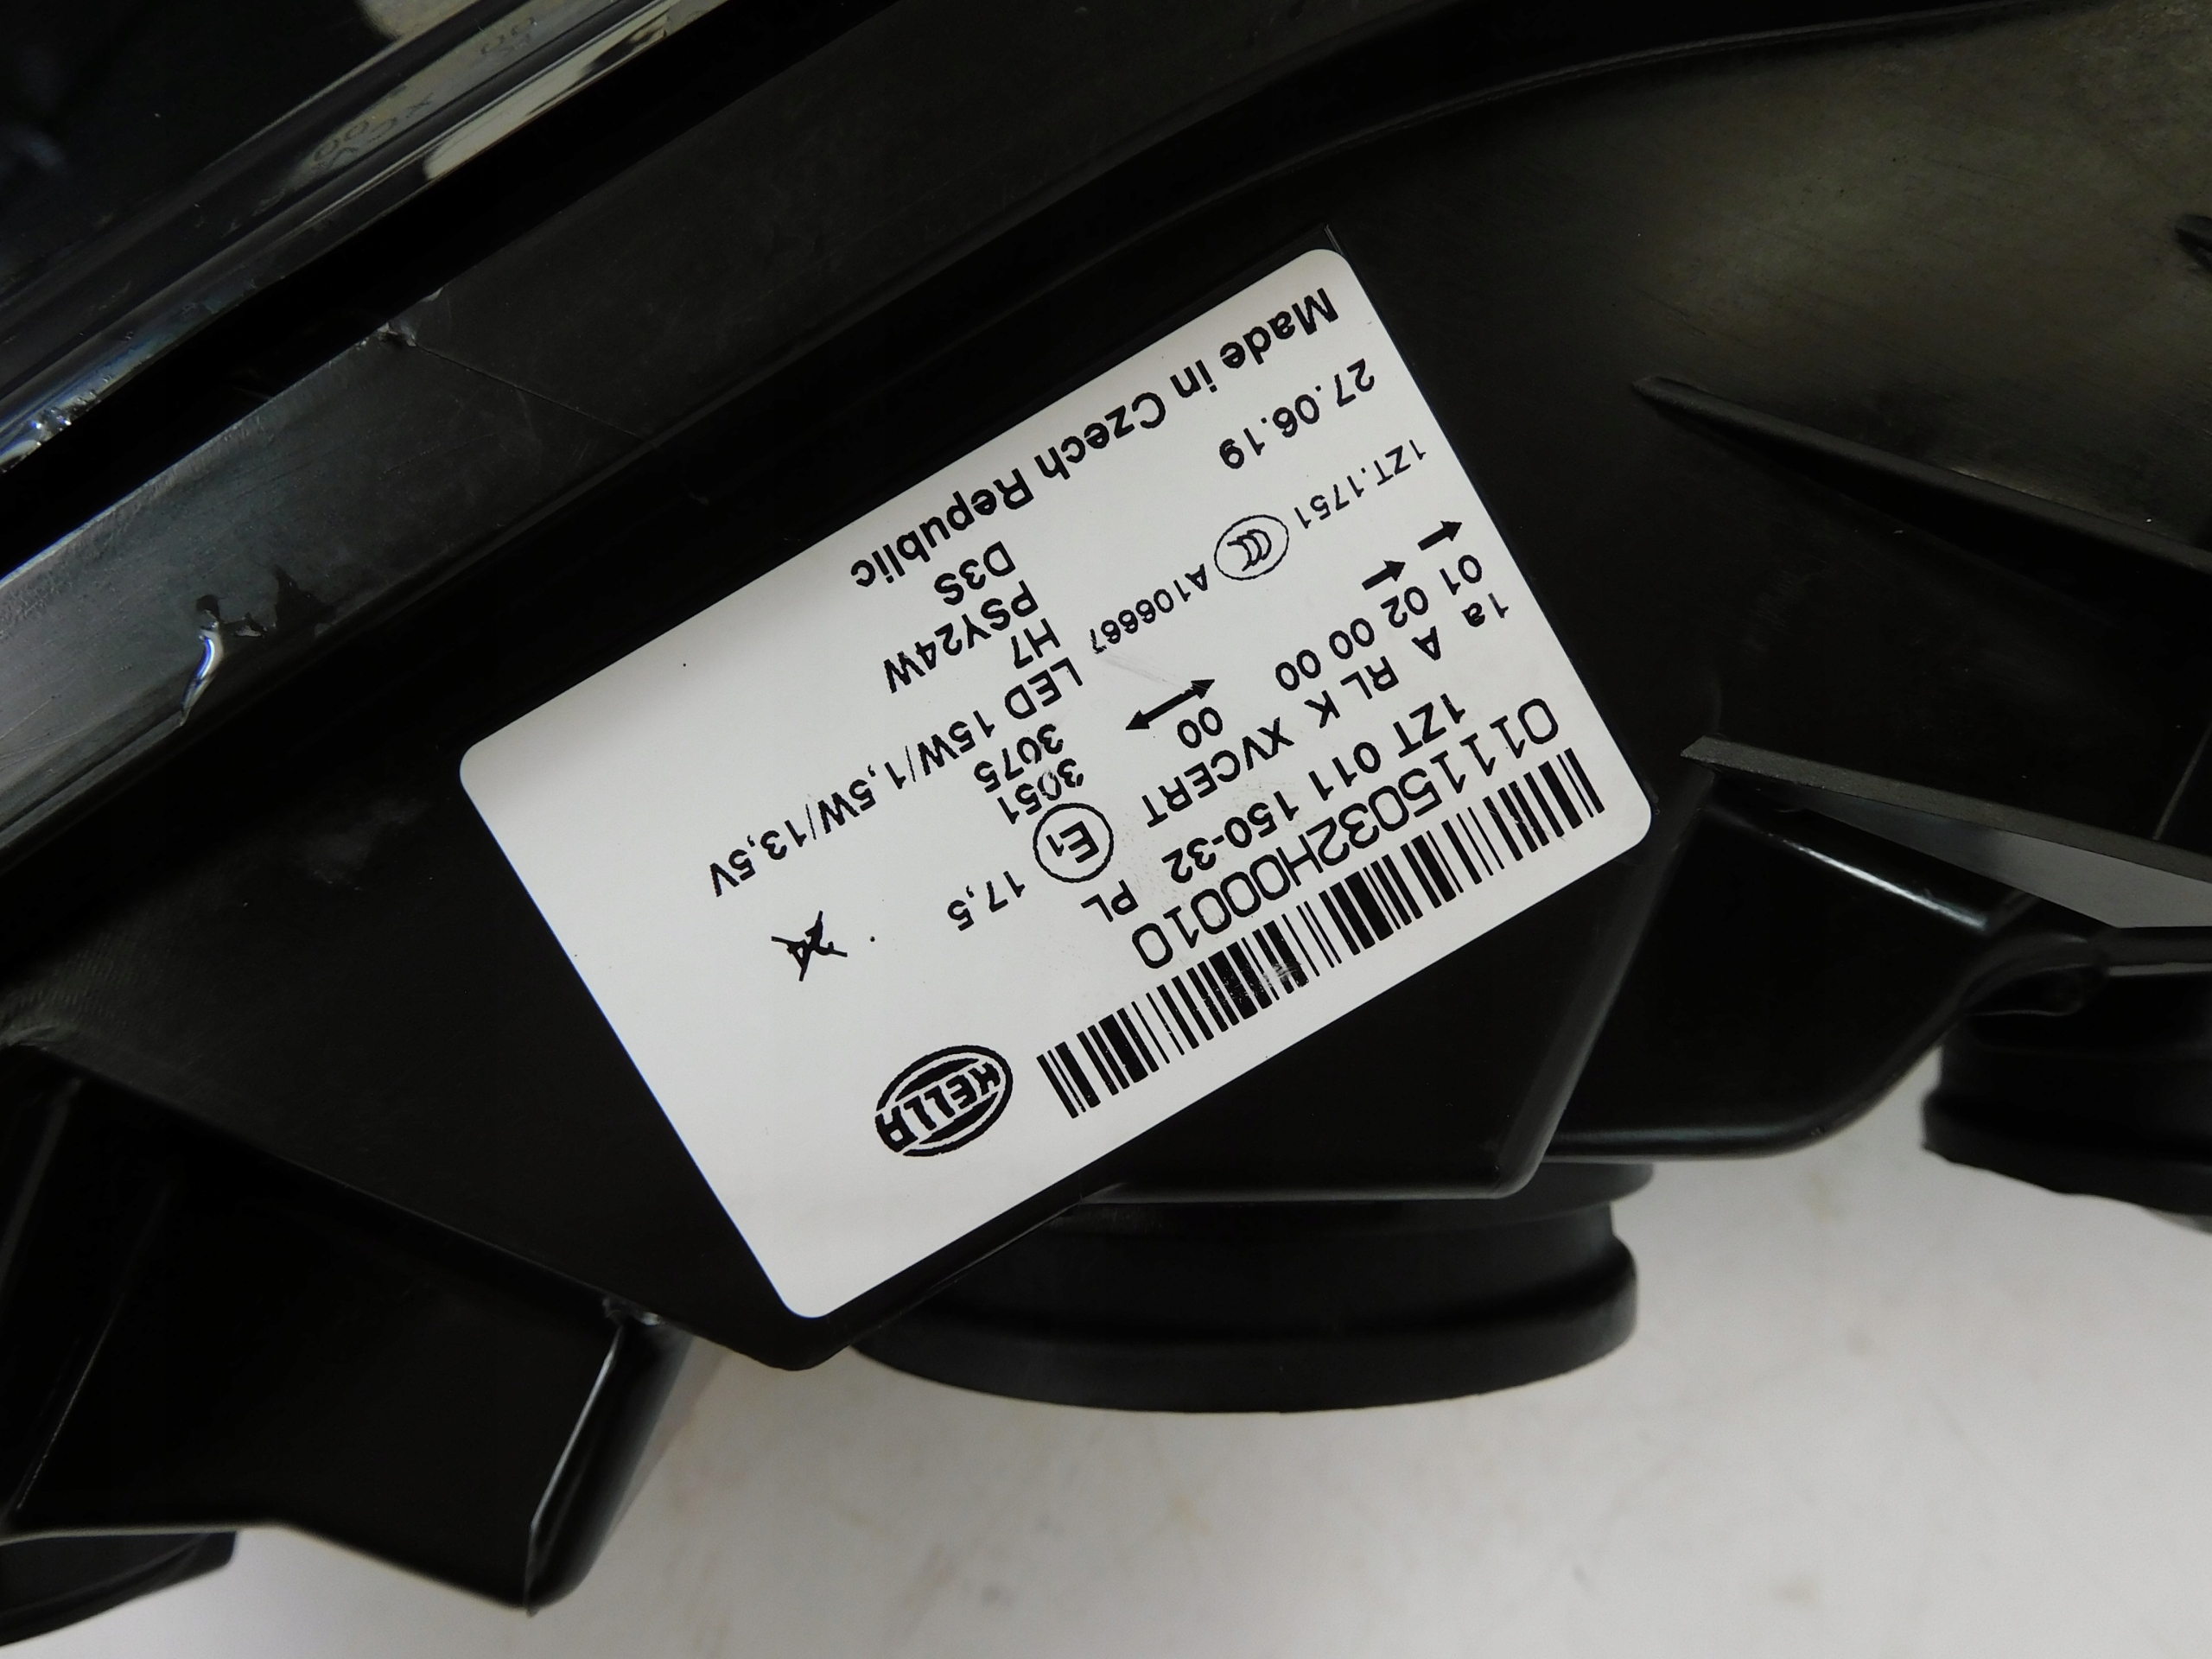 HELLA
01115032H00010
1ZT 011 150-32
XVCERT PL
1a A RL K 00 E1 17,5
01 02 00 00 3051
3075
1ZT.1751 CCC A106667 LED 15W/1,5W/13,5V
H7
27.06.19 PSY24W
D3S
Made in Czech Republic